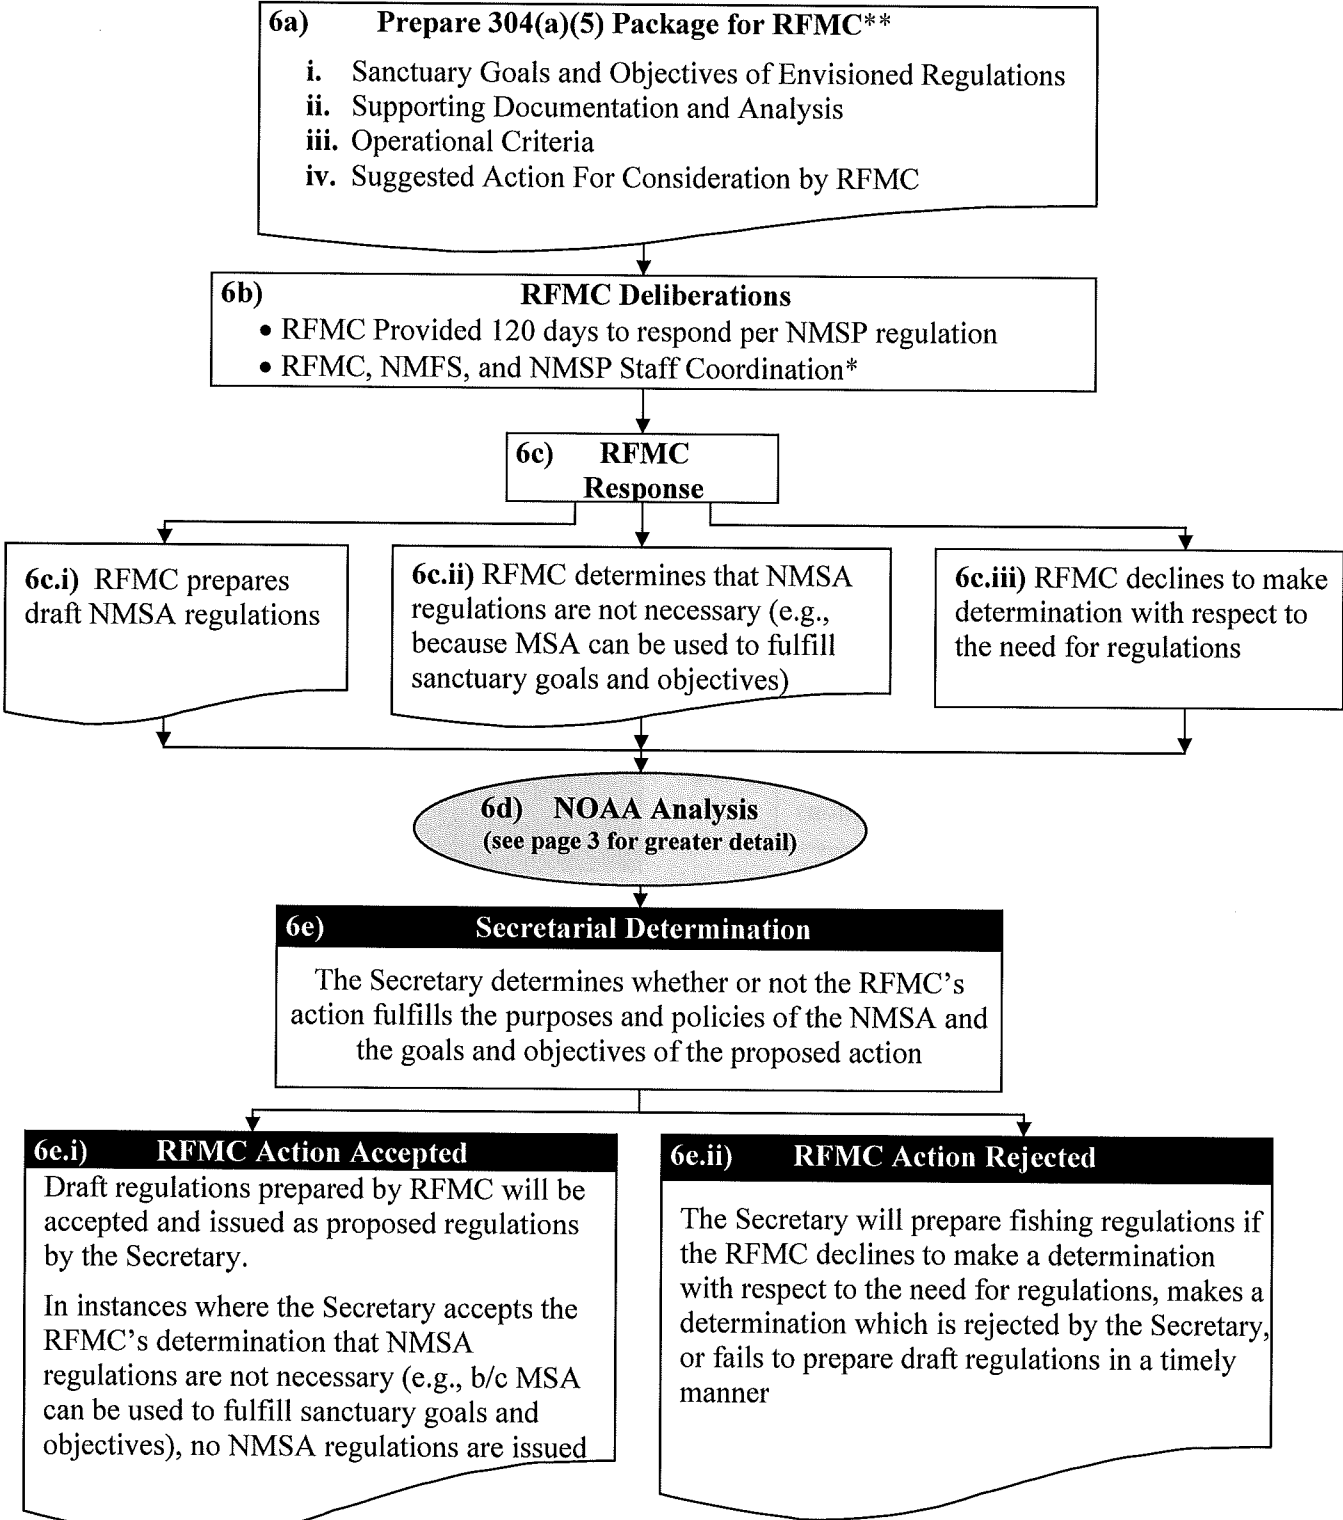 6a) Prepare 304(a)(5) Package for RFMC**
i. Sanctuary Goals and Objectives of Envisioned Regulations
ii. Supporting Documentation and Analysis
iii. Operational Criteria
iv. Suggested Action For Consideration by RFMC
6b) RFMC Deliberations
• RFMC Provided 120 days to respond per NMSP regulation
• RFMC, NMFS, and NMSP Staff Coordination*
6c) RFMC
Response
6c.i) RFMC prepares
draft NMSA regulations
6c.ii) RFMC determines that NMSA
regulations are not necessary (e.g.,
because MSA can be used to fulfill
sanctuary goals and objectives)
6c.iii) RFMC declines to make
determination with respect to
the need for regulations
6d) NOAA Analysis
(see page 3 for greater detail)
6e) Secretarial Determination
The Secretary determines whether or not the RFMC's
action fulfills the purposes and policies of the NMSA and
the goals and objectives of the proposed action
6e.i) RFMC Action Accepted
Draft regulations prepared by RFMC will be
accepted and issued as proposed regulations
by the Secretary.
In instances where the Secretary accepts the
RFMC's determination that NMSA
regulations are not necessary (e.g., b/c MSA
can be used to fulfill sanctuary goals and
objectives), no NMSA regulations are issued
6e.ii) RFMC Action Rejected
The Secretary will prepare fishing regulations if
the RFMC declines to make a determination
with respect to the need for regulations, makes a
determination which is rejected by the Secretary,
or fails to prepare draft regulations in a timely
manner